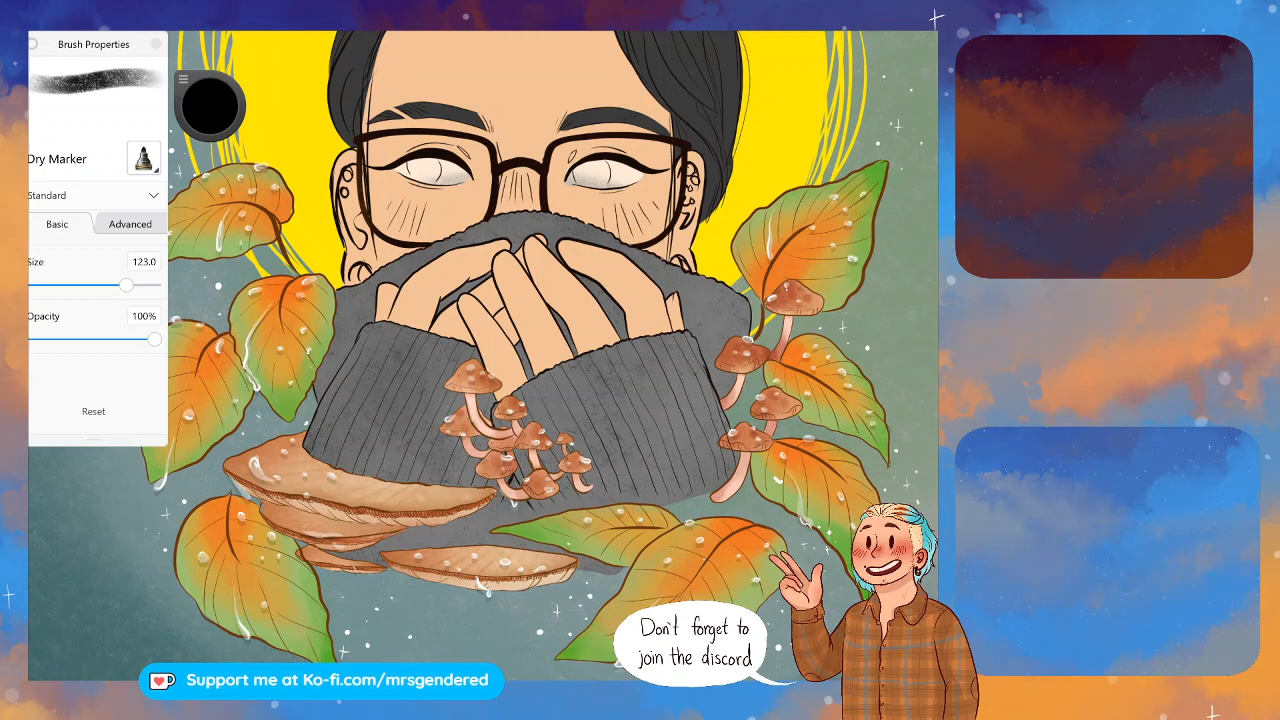 Brush Properties
Dry Marker
Standard
Basic
Advanced
Size
123.0
Opacity
100%
Reset
Don't forget to
join the discord
Support me at Ko-fi.com/mrsgendered